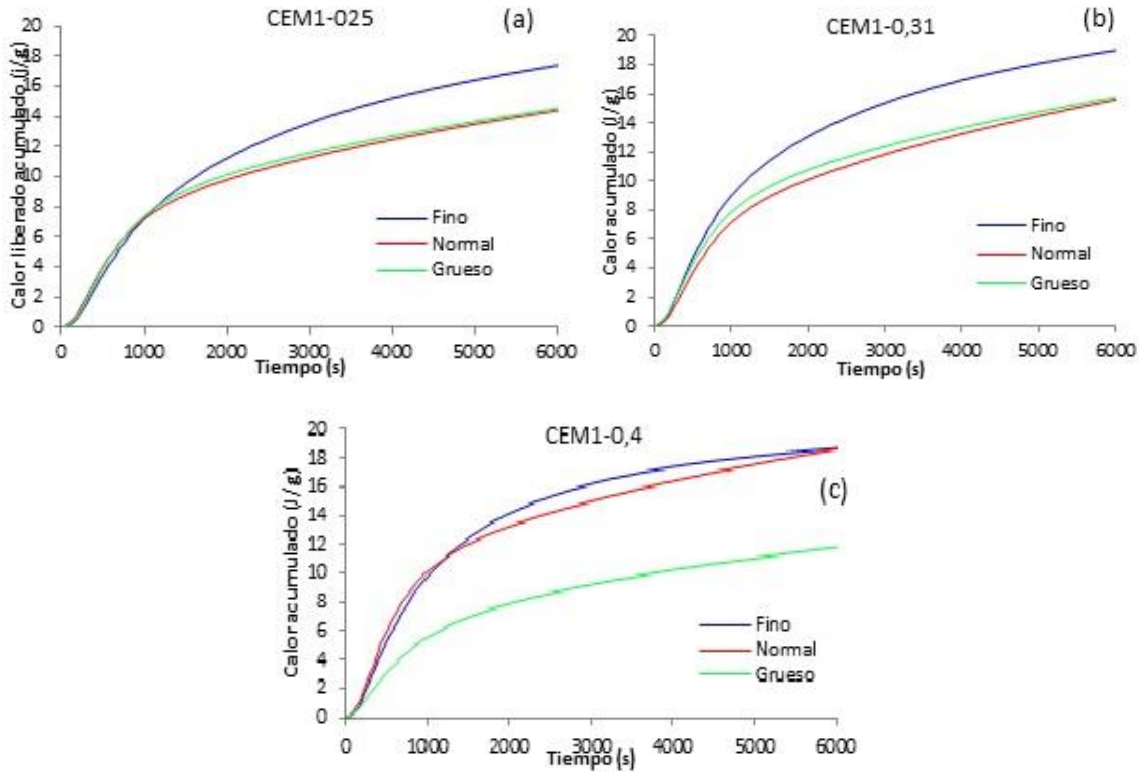 CEM1-025
(a)
Calor liberado acumulado (J/g)
20
18
16
14
12
10
8
6
4
2
0
Fino
Normal
Grueso
0 1000 2000 3000 4000 5000 6000
Tiempo (s)
CEM1-0,31
(b)
Calor acumulado (J/g)
20
18
16
14
12
10
8
6
4
2
0
Fino
Normal
Grueso
0 1000 2000 3000 4000 5000 6000
Tiempo (s)
CEM1-0,4
(c)
Calor acumulado (J/g)
20
18
16
14
12
10
8
6
4
2
0
Fino
Normal
Grueso
0 1000 2000 3000 4000 5000 6000
Tiempo (s)